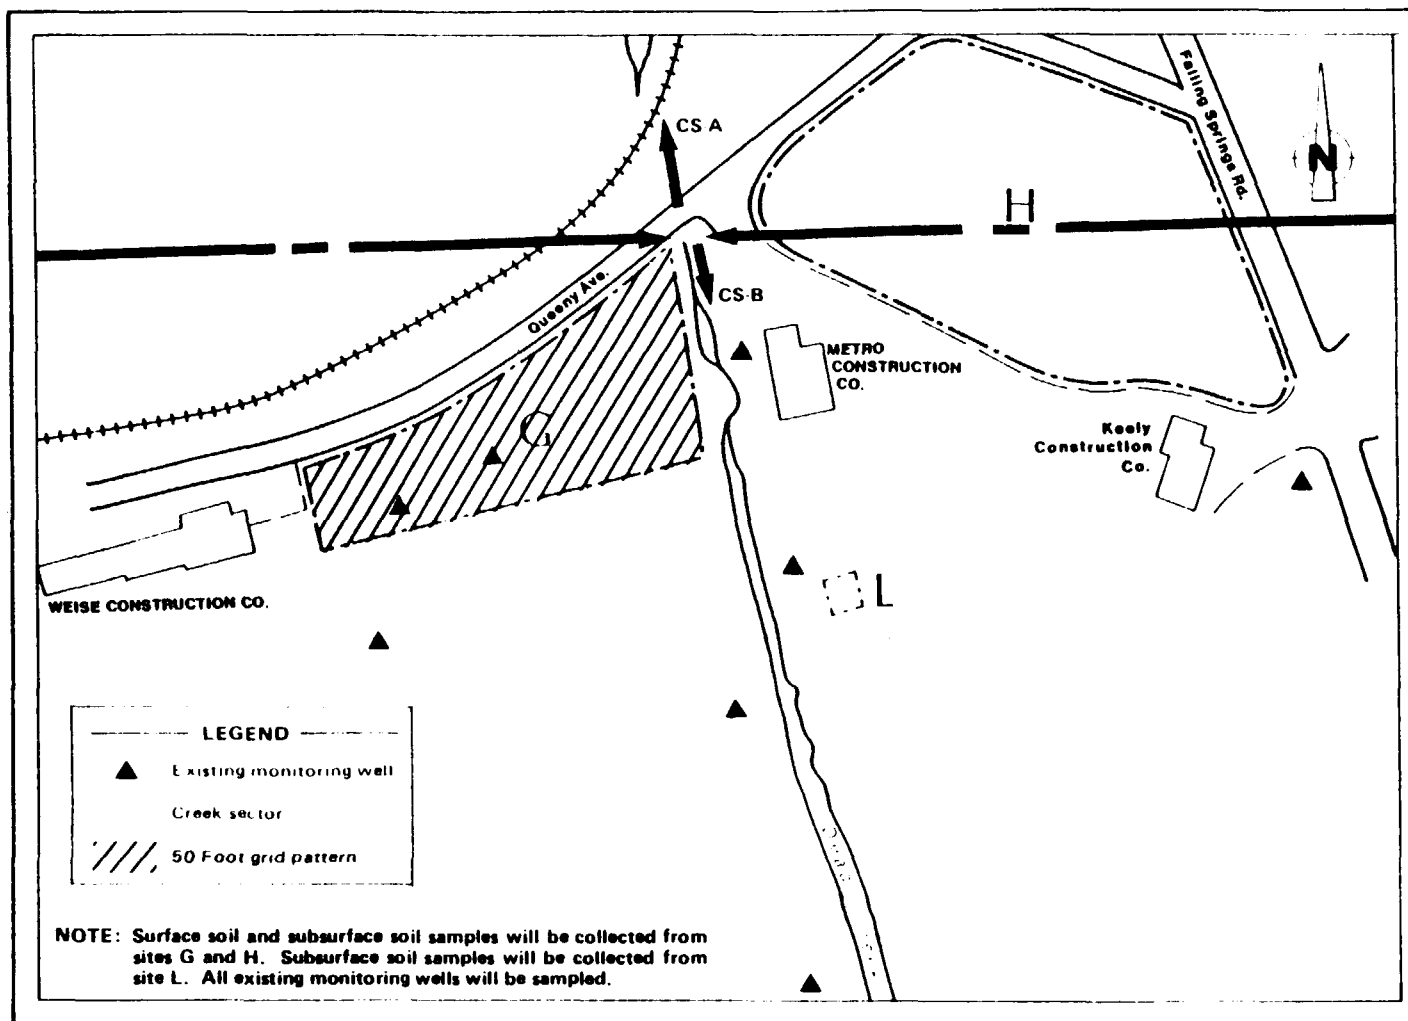 CS-A
Falling Springs Rd.
N
H
Queeny Ave.
CS-B
METRO
CONSTRUCTION
CO.
G
Keely
Construction
Co.
L
WEISE CONSTRUCTION CO.
LEGEND
Existing monitoring well
Creek sector
50 Foot grid pattern
NOTE: Surface soil and subsurface soil samples will be collected from
sites G and H. Subsurface soil samples will be collected from
site L. All existing monitoring wells will be sampled.